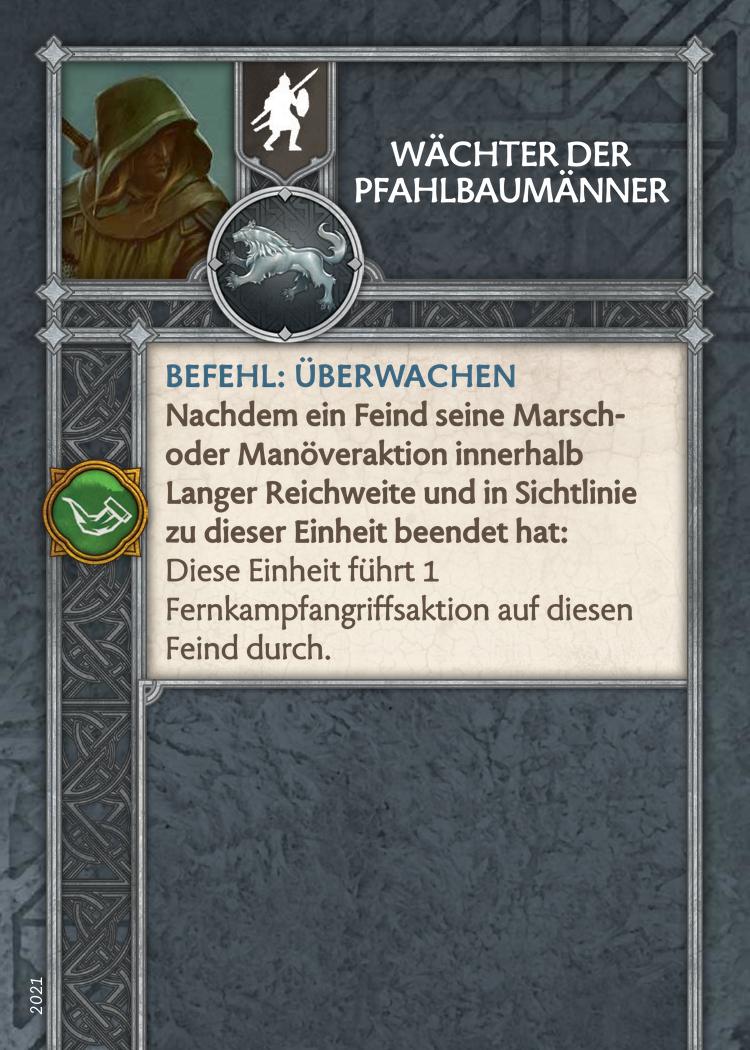 WÄCHTER DER
PFAHLBAUMÄNNER
BEFEHL: ÜBERWACHEN
Nachdem ein Feind seine Marsch-
oder Manöveraktion innerhalb
Langer Reichweite und in Sichtlinie
zu dieser Einheit beendet hat:
Diese Einheit führt 1
Fernkampfangriffsaktion auf diesen
Feind durch.
2021